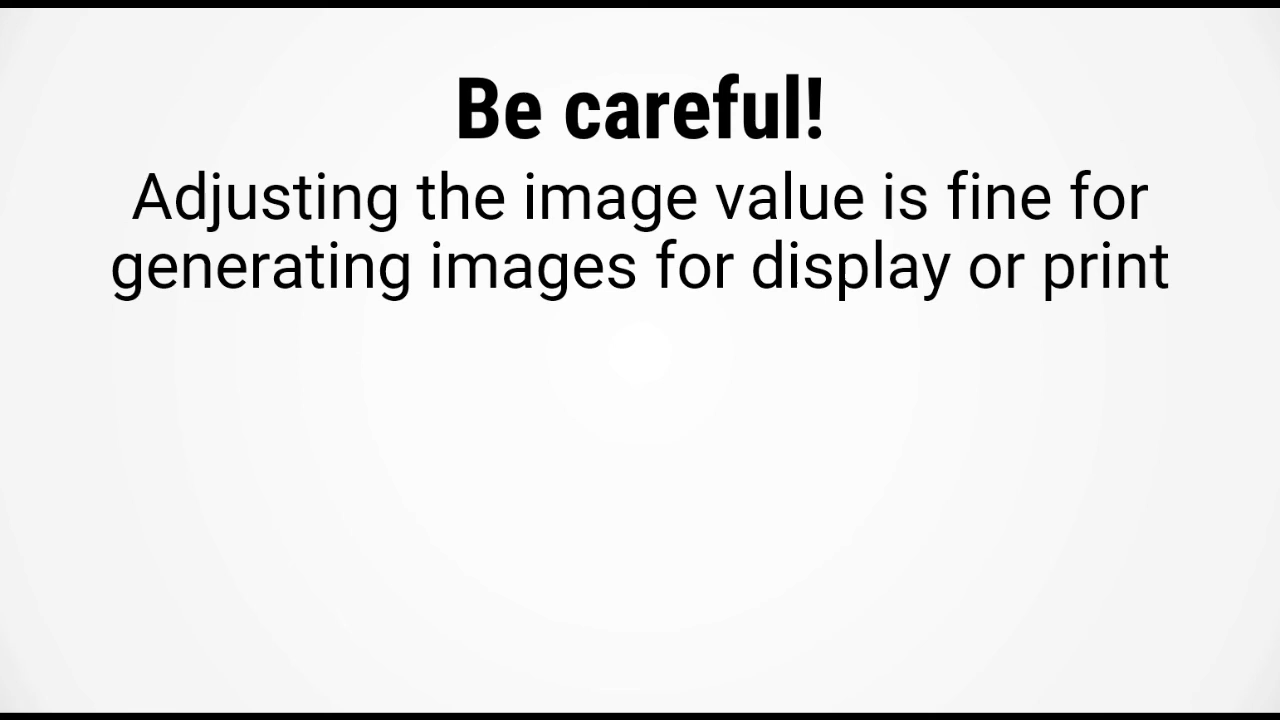 Be careful!
Adjusting the image value is fine for
generating images for display or print